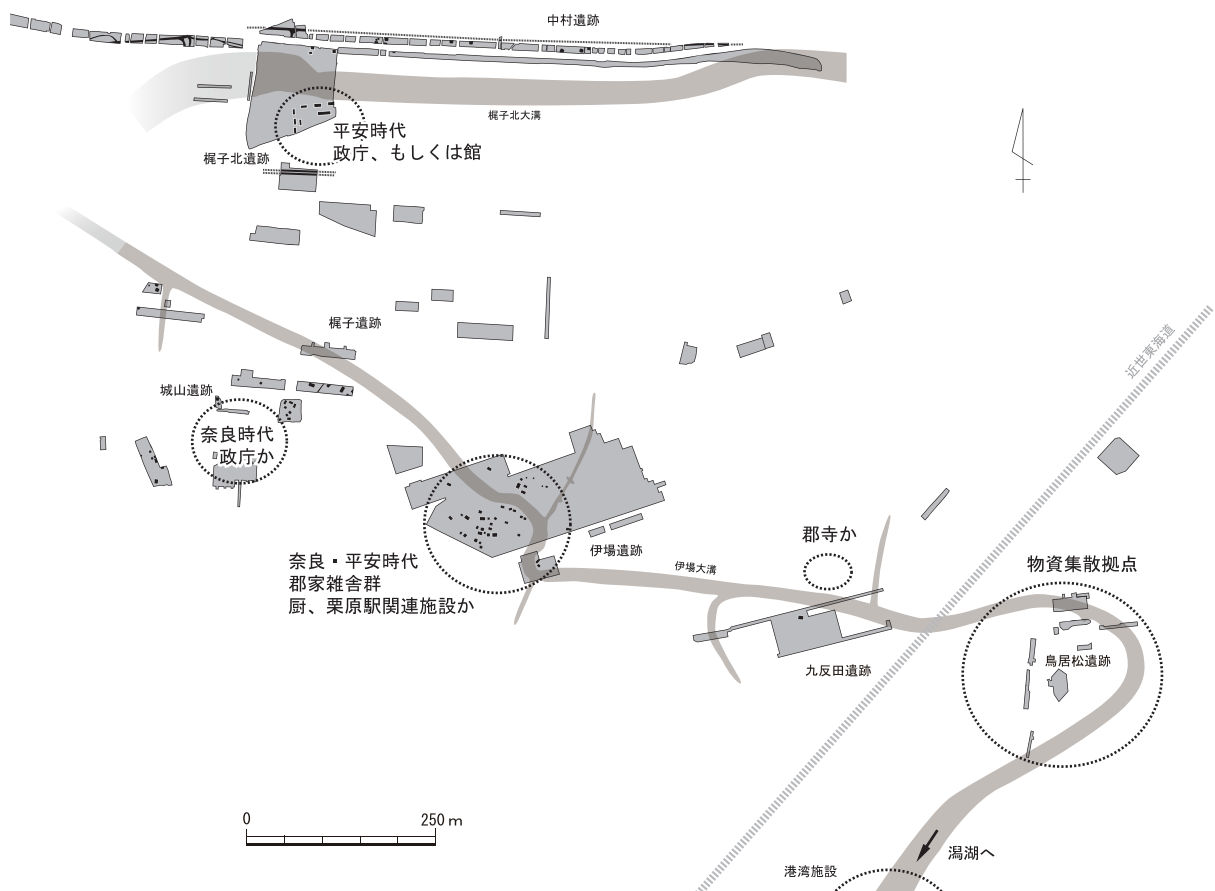 中村遺跡
梶子北大溝
平安時代
政庁、もしくは館
梶子北遺跡
梶子遺跡
近世東海道
城山遺跡
奈良時代
政庁か
伊場遺跡
郡寺か
奈良・平安時代
郡家雑舎群
厨、栗原駅関連施設か
伊場大溝
物資集散拠点
鳥居松遺跡
九反田遺跡
0
250 m
潟湖へ
港湾施設